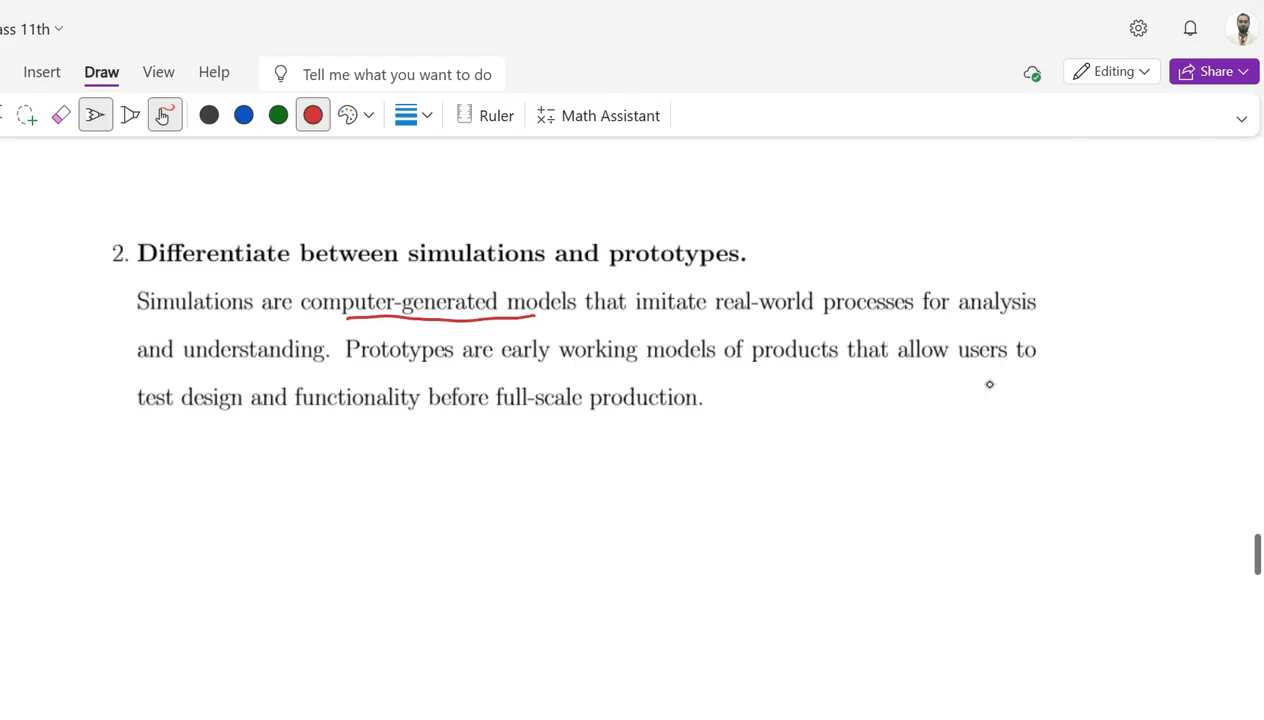 ass 11th
Insert Draw View Help Tell me what you want to do Editing Share
Ruler Math Assistant
2. Differentiate between simulations and prototypes.
Simulations are computer-generated models that imitate real-world processes for analysis
and understanding. Prototypes are early working models of products that allow users to
test design and functionality before full-scale production.